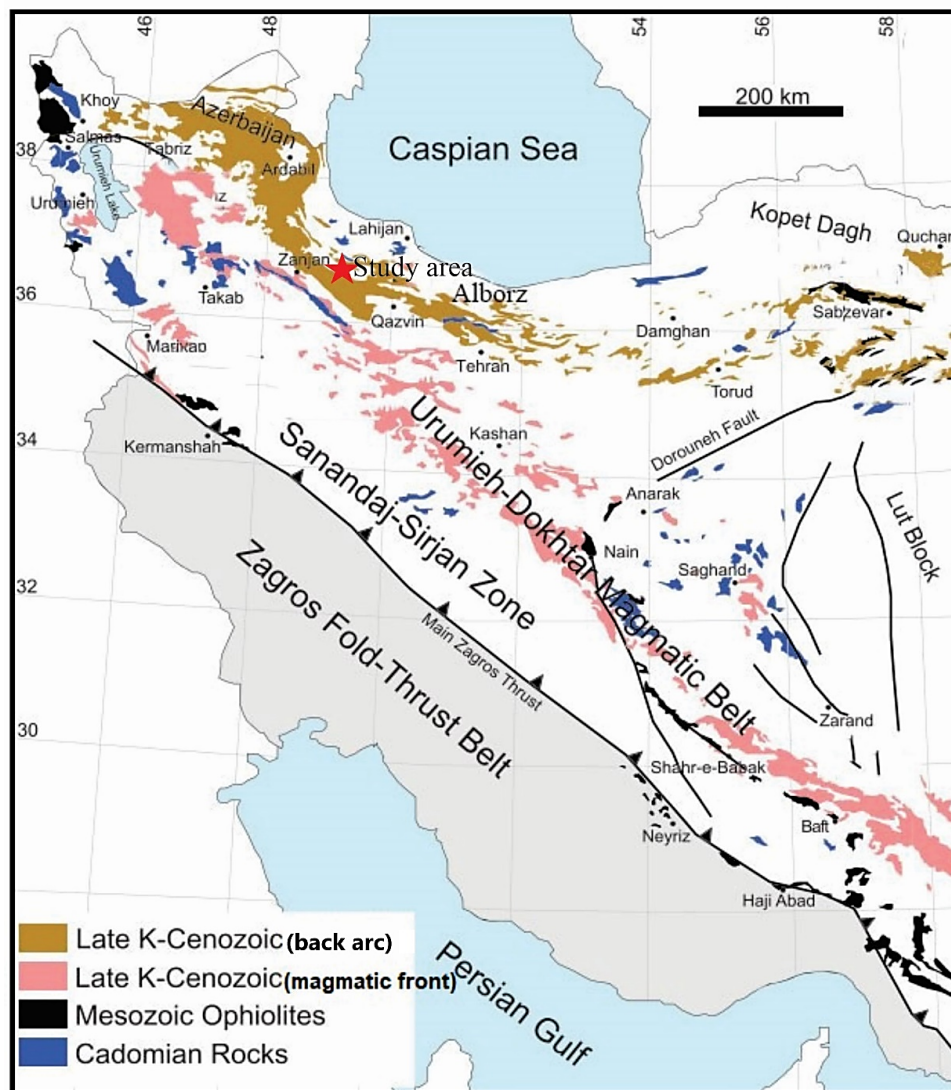 46
48
54
56
58
200 km
Khoy
Azerbaijan
Salmas
Caspian Sea
38
Tabriz
Ardabil
Urumieh Lake
Kopet Dagh
iz
Lahijan
Quchan
Zanjan
Study area
Takab
Alborz
36
Sabzevar
Qazvin
Damghan
Marivan
Tehran
Torud
Urumieh-Dokhtar Magmatic Belt
Dorouneh Fault
34
Kermanshah
Kashan
Sanandaj-Sirjan Zone
Anarak
Lut Block
Nain
Saghand
Zagros Fold-Thrust Belt
32
Main Zagros Thrust
Zarand
30
Shahr-e-Babak
Neyriz
Baft
Haji Abad
Late K-Cenozoic (back arc)
Late K-Cenozoic (magmatic front)
Mesozoic Ophiolites
Cadomian Rocks
Persian Gulf